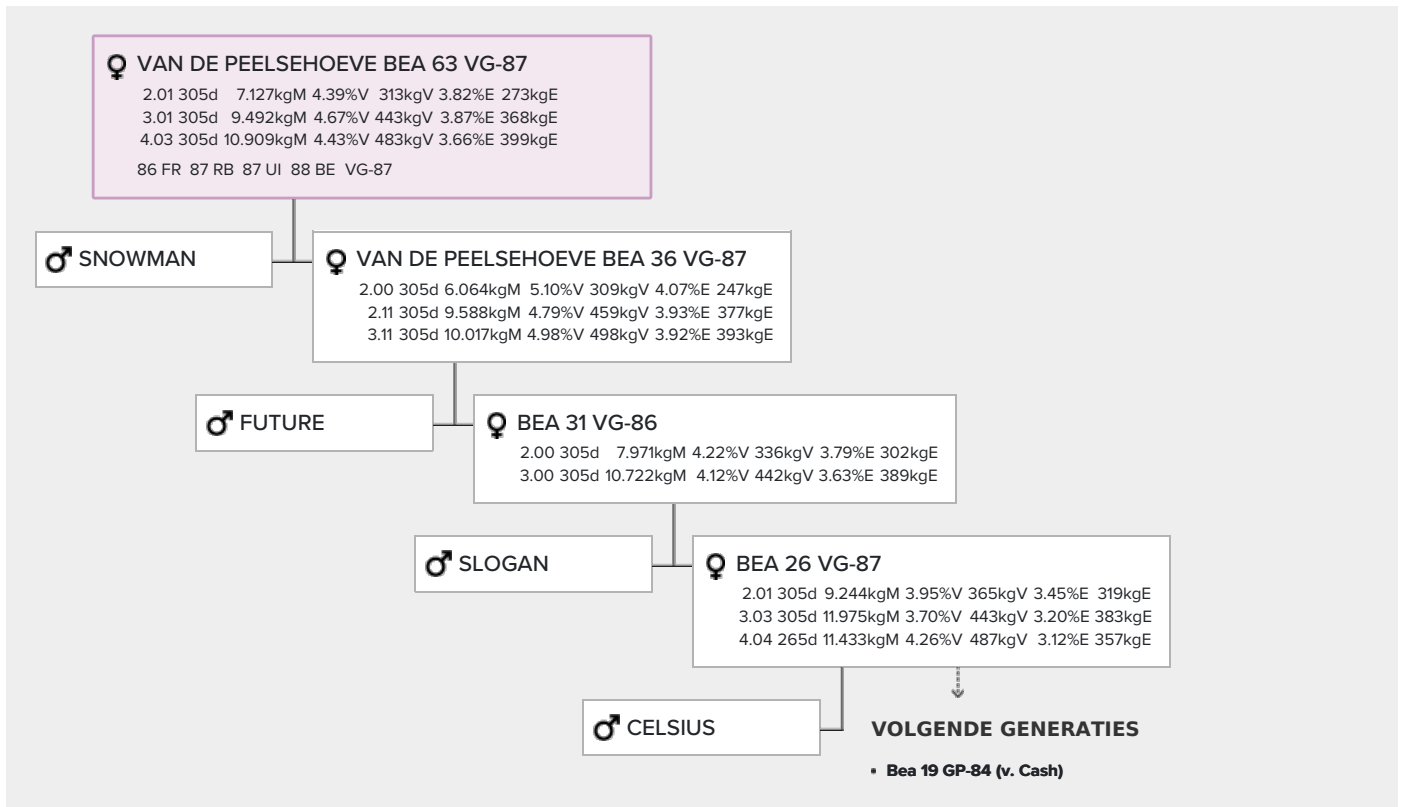 VAN DE PEELSEHOEVE BEA 63 VG-87
2.01 305d 7.127kgM 4.39%V 313kgV 3.82%E 273kgE
3.01 305d 9.492kgM 4.67%V 443kgV 3.87%E 368kgE
4.03 305d 10.909kgM 4.43%V 483kgV 3.66%E 399kgE
86 FR 87 RB 87 UI 88 BE VG-87
SNOWMAN
VAN DE PEELSEHOEVE BEA 36 VG-87
2.00 305d 6.064kgM 5.10%V 309kgV 4.07%E 247kgE
2.11 305d 9.588kgM 4.79%V 459kgV 3.93%E 377kgE
3.11 305d 10.017kgM 4.98%V 498kgV 3.92%E 393kgE
FUTURE
BEA 31 VG-86
2.00 305d 7.971kgM 4.22%V 336kgV 3.79%E 302kgE
3.00 305d 10.722kgM 4.12%V 442kgV 3.63%E 389kgE
SLOGAN
BEA 26 VG-87
2.01 305d 9.244kgM 3.95%V 365kgV 3.45%E 319kgE
3.03 305d 11.975kgM 3.70%V 443kgV 3.20%E 383kgE
4.04 265d 11.433kgM 4.26%V 487kgV 3.12%E 357kgE
CELSIUS
VOLGENDE GENERATIES
• Bea 19 GP-84 (v. Cash)